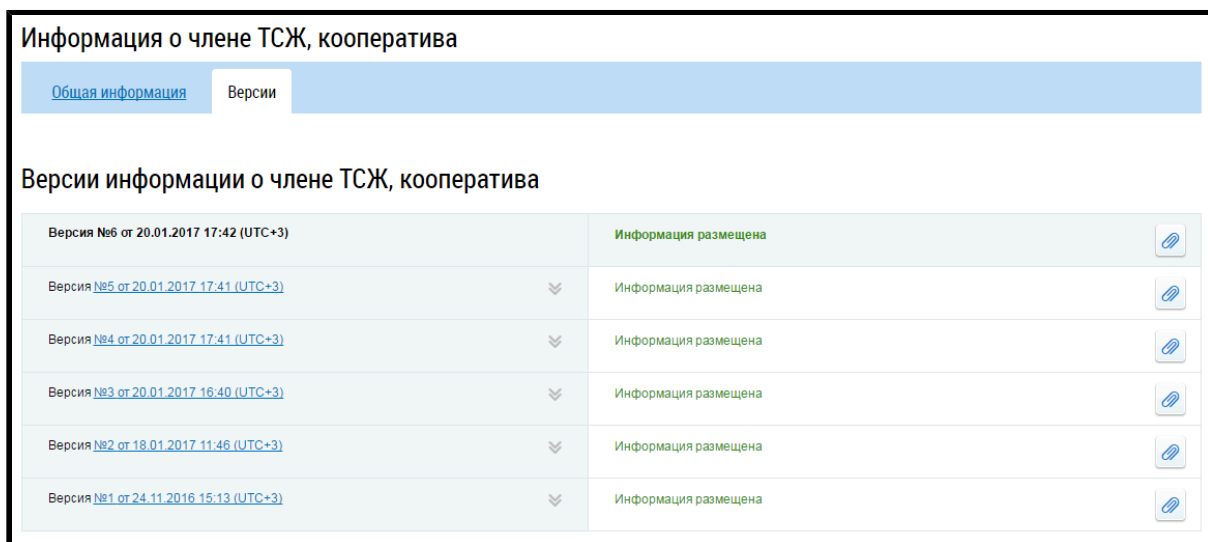 Информация о члене ТСЖ, кооператива
Общая информация Версии
Версии информации о члене ТСЖ, кооператива
Версия №6 от 20.01.2017 17:42 (UTC+3) Информация размещена
Версия №5 от 20.01.2017 17:41 (UTC+3) Информация размещена
Версия №4 от 20.01.2017 17:41 (UTC+3) Информация размещена
Версия №3 от 20.01.2017 16:40 (UTC+3) Информация размещена
Версия №2 от 18.01.2017 11:46 (UTC+3) Информация размещена
Версия №1 от 24.11.2016 15:13 (UTC+3) Информация размещена